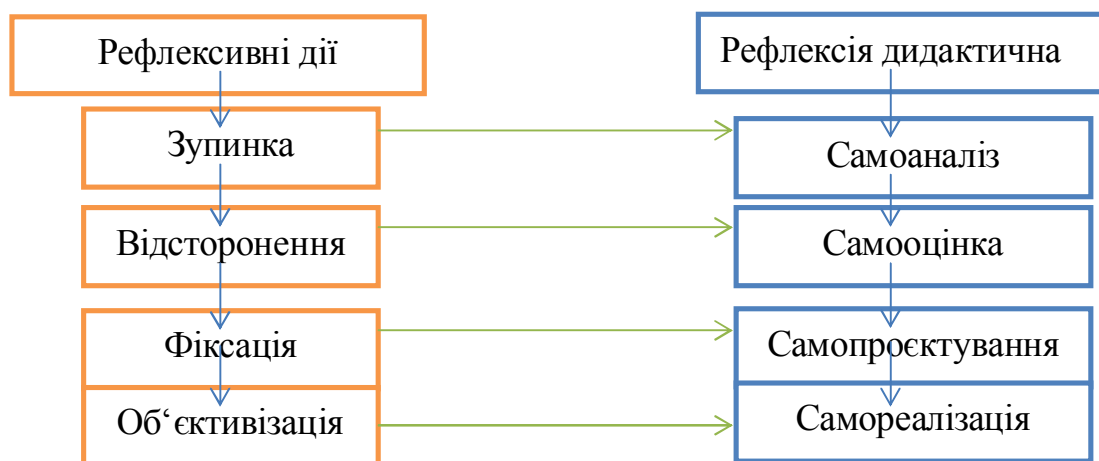 Рефлексивні дії
Рефлексія дидактична
Зупинка
Самоаналіз
Відсторонення
Самооцінка
Фіксація
Самопроєктування
Об‘єктивізація
Самореалізація